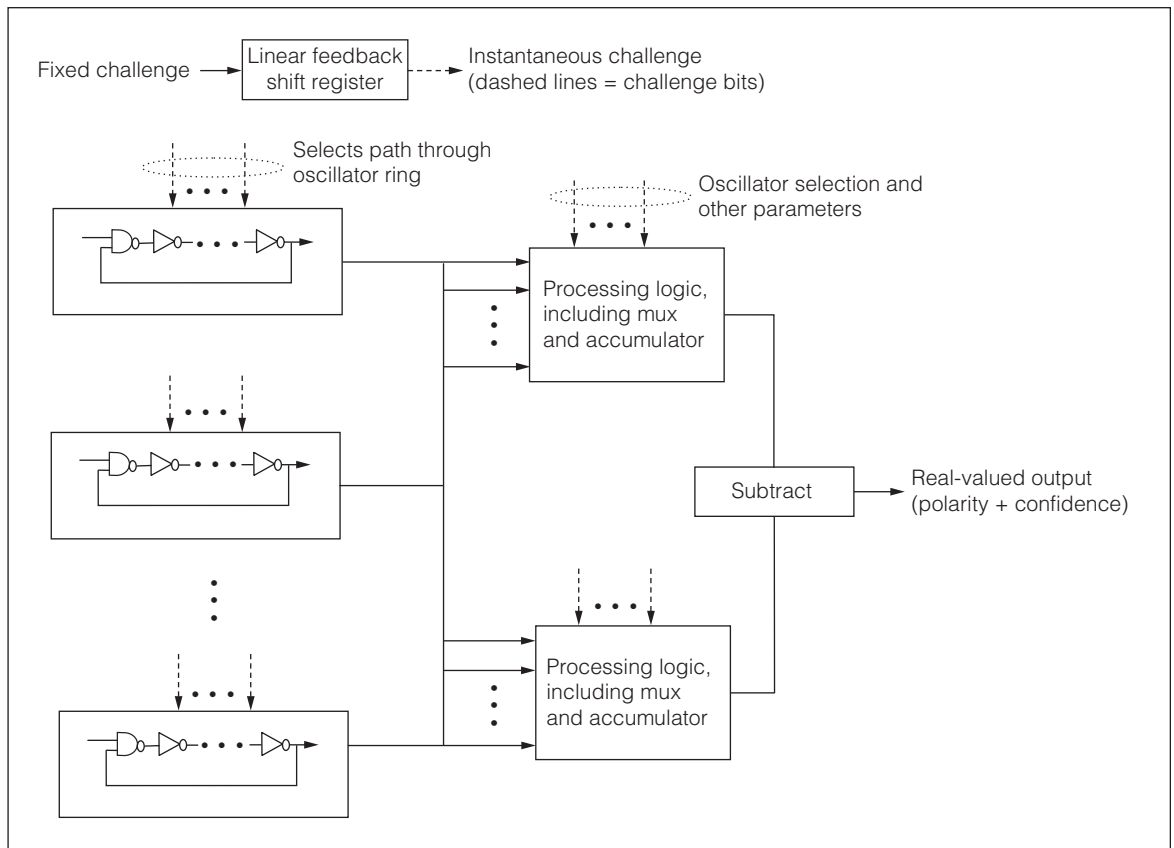 Fixed challenge
Linear feedback
shift register
Instantaneous challenge
(dashed lines = challenge bits)
Selects path through
oscillator ring
Oscillator selection and
other parameters
Processing logic,
including mux
and accumulator
Subtract
Real-valued output
(polarity + confidence)
Processing logic,
including mux
and accumulator